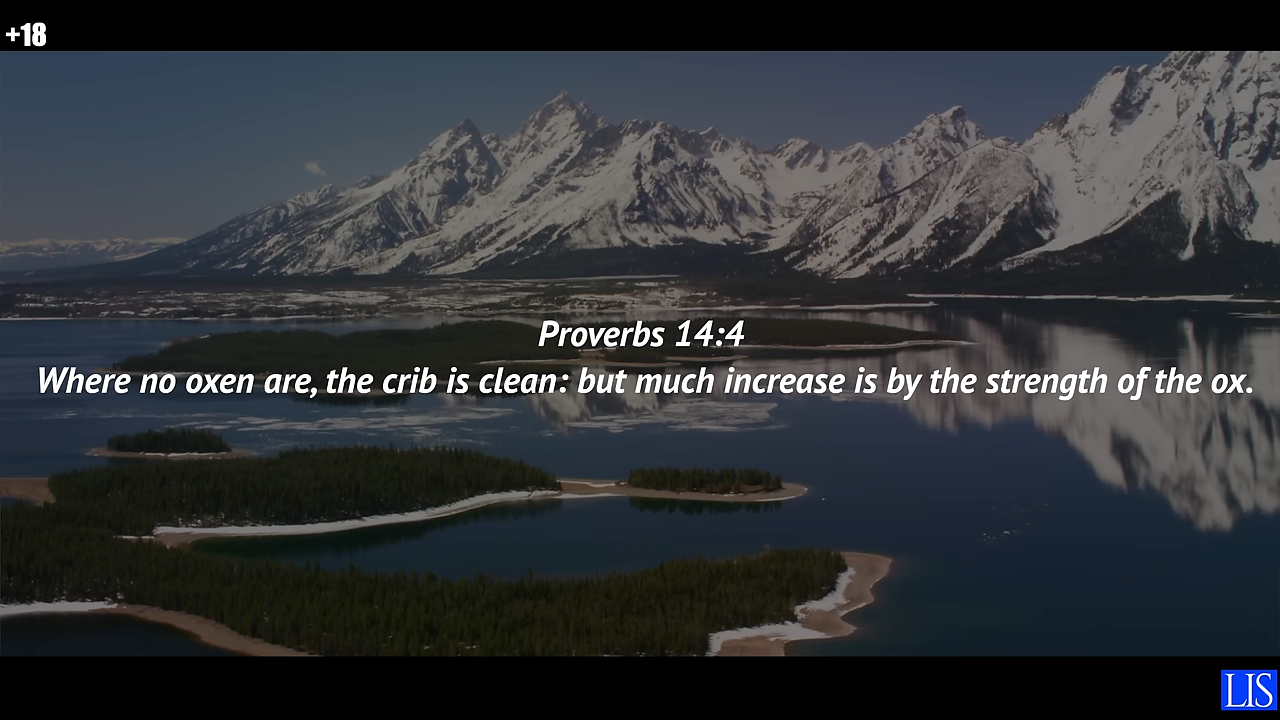 +18
Proverbs 14:4
Where no oxen are, the crib is clean: but much increase is by the strength of the ox.
LIS